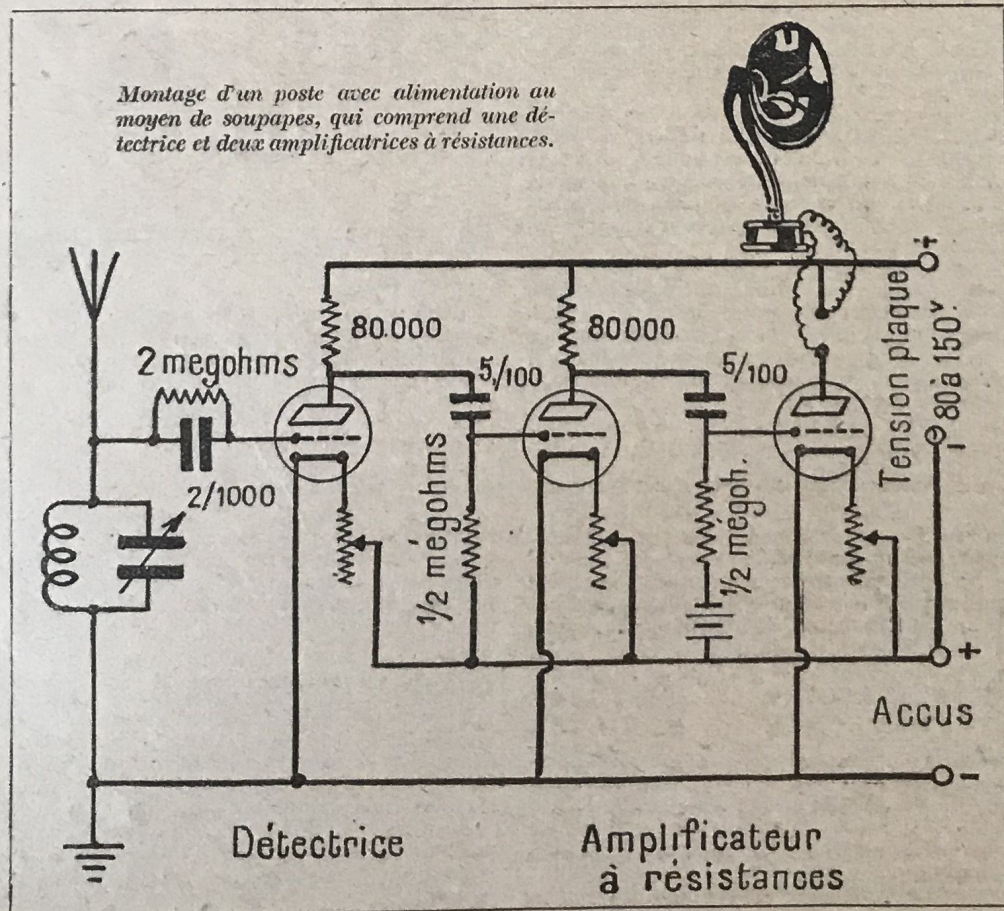 Montage d'un poste avec alimentation au
moyen de soupapes, qui comprend une dé-
tectrice et deux amplificatrices à résistances.
+
Tension plaque
80 à 150v.
-
80.000
80000
2 megohms
5/100
5/100
2/1000
1/2 mégohms
1/2 mégoh.
+
Accus
-
Détectrice
Amplificateur
à résistances